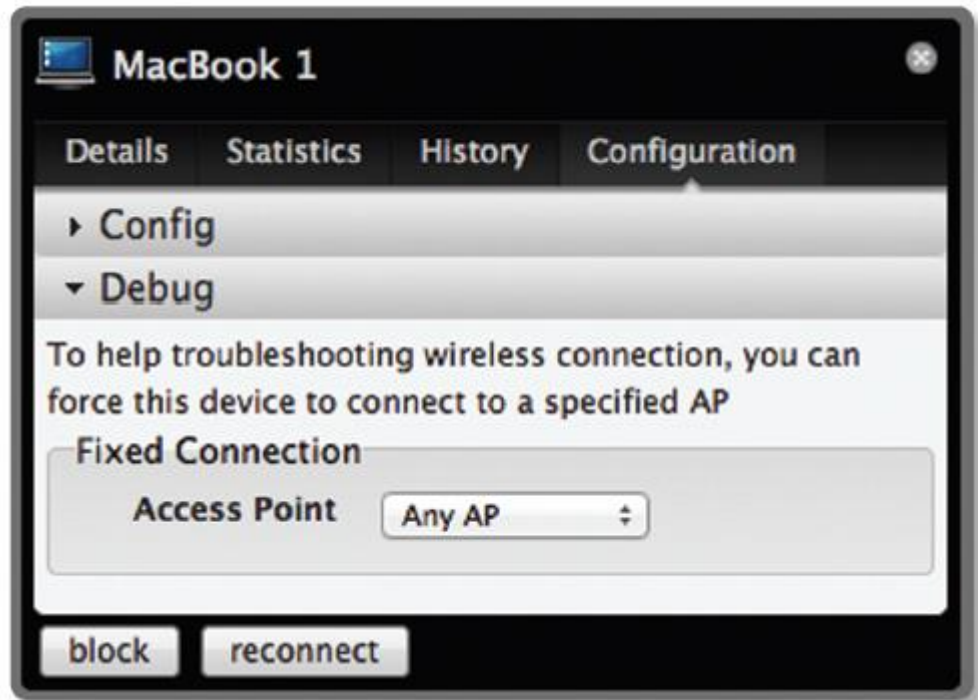 MacBook 1
Details Statistics History Configuration
Config
Debug
To help troubleshooting wireless connection, you can
force this device to connect to a specified AP
Fixed Connection
Access Point Any AP
block reconnect